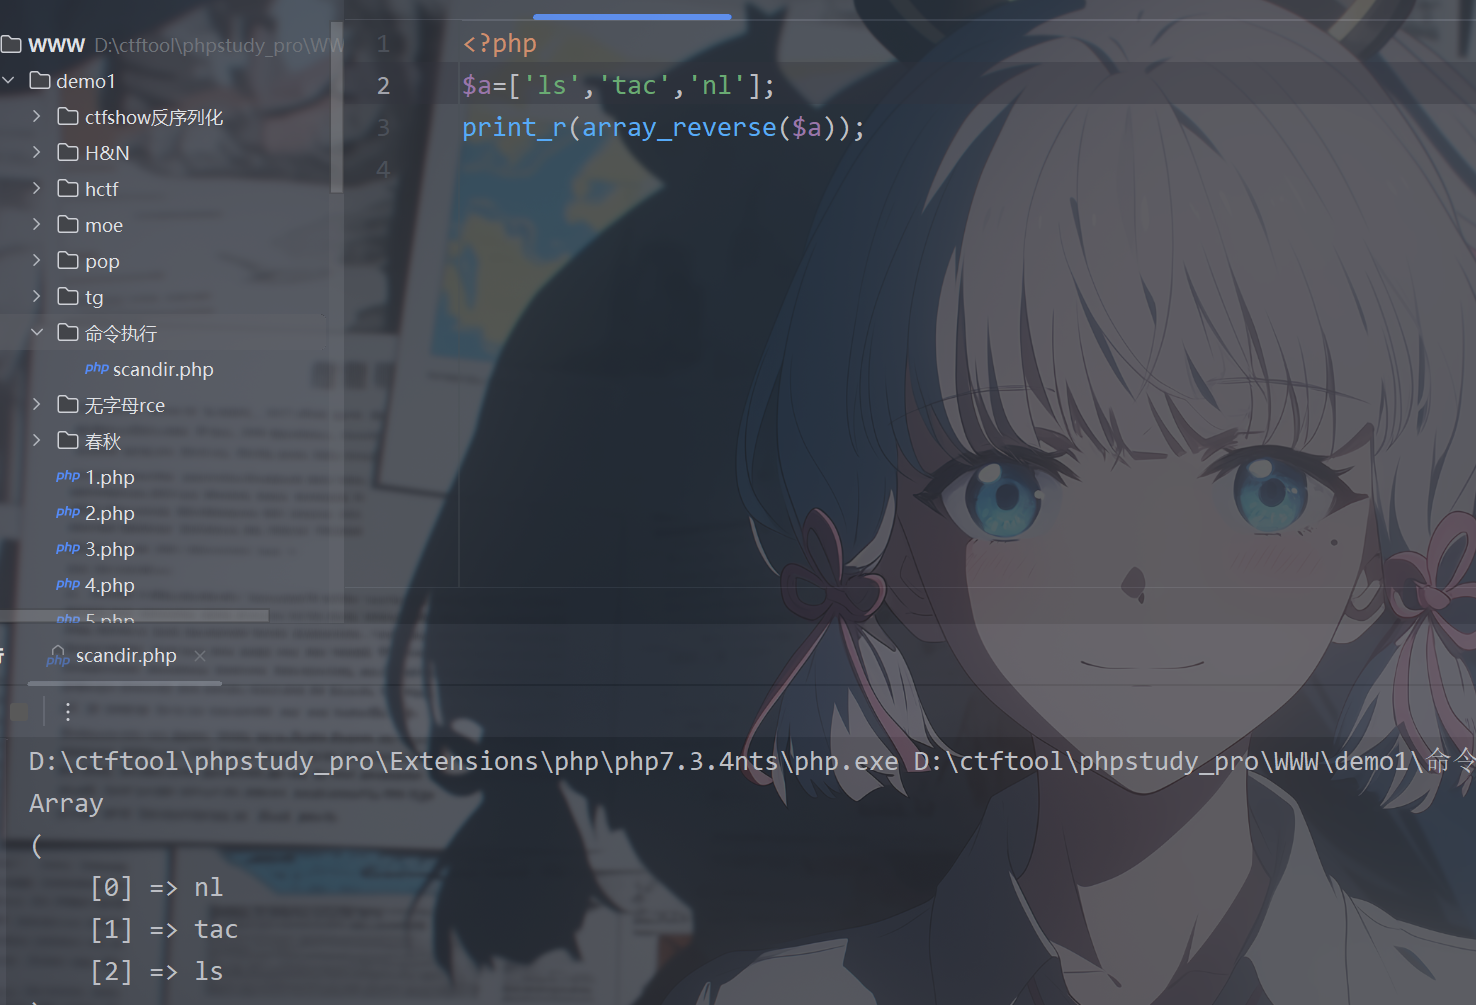 WWW D:\ctftool\phpstudy_pro\WW
demo1
ctfshow反序列化
H&N
hctf
moe
pop
tg
命令执行
scandir.php
无字母rce
春秋
php 1.php
php 2.php
php 3.php
php 4.php
php 5.php
1 <?php
2 $a=['ls','tac','nl'];
3 print_r(array_reverse($a));
4
php scandir.php ×
D:\ctftool\phpstudy_pro\Extensions\php\php7.3.4nts\php.exe D:\ctftool\phpstudy_pro\WWW\demo1\命令
Array
(
[0] => nl
[1] => tac
[2] => ls